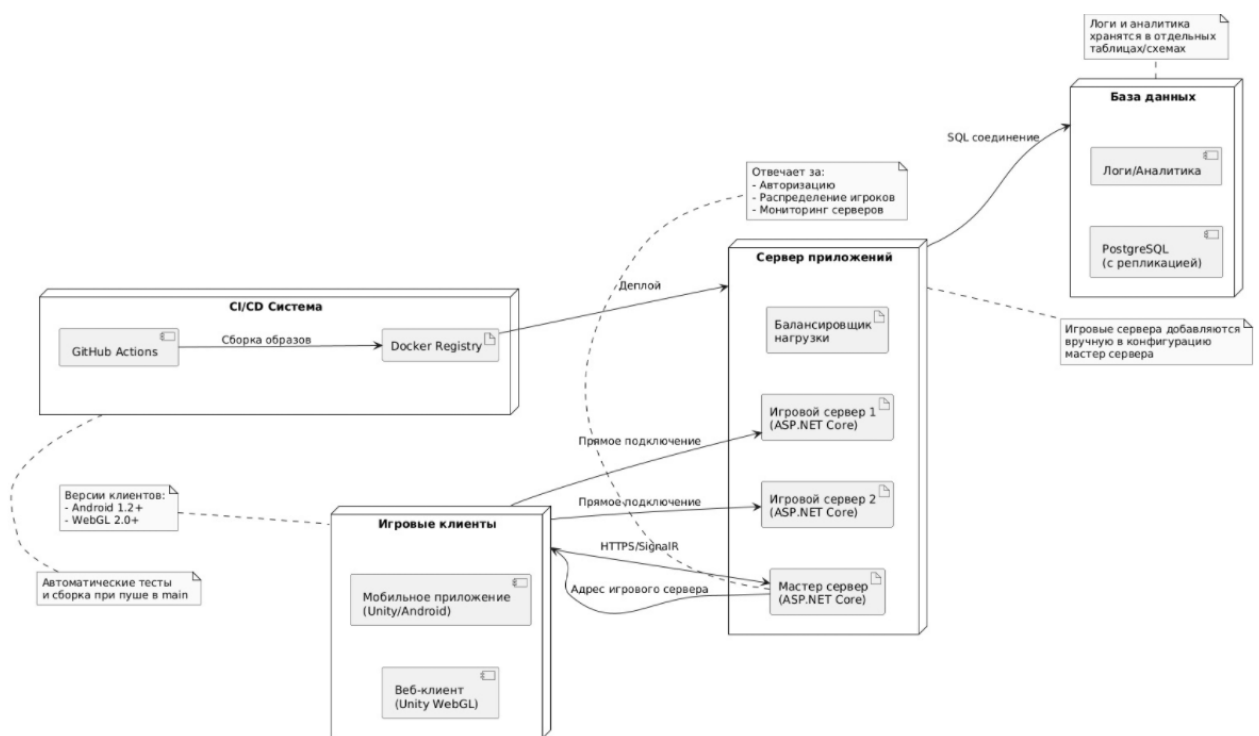 Логи и аналитика
хранятся в отдельных
таблицах/схемах
База данных
SQL соединение
Логи/Аналитика
PostgreSQL
(с репликацией)
Отвечает за:
- Авторизацию
- Распределение игроков
- Мониторинг серверов
Сервер приложений
Деплой
Балансировщик
нагрузки
Игровые сервера добавляются
вручную в конфигурацию
мастер сервера
CI/CD Система
GitHub Actions
Сборка образов
Docker Registry
Игровой сервер 1
(ASP.NET Core)
Прямое подключение
Версии клиентов:
- Android 1.2+
- WebGL 2.0+
Игровой сервер 2
(ASP.NET Core)
Прямое подключение
Игровые клиенты
HTTPS/SignalR
Автоматические тесты
и сборка при пуше в main
Мобильное приложение
(Unity/Android)
Адрес игрового сервера
Мастер сервер
(ASP.NET Core)
Веб-клиент
(Unity WebGL)